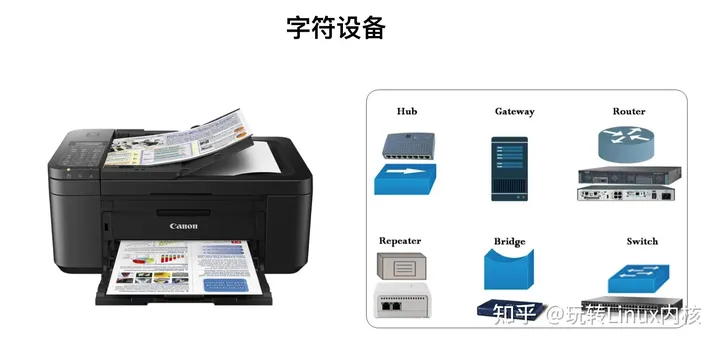 字符设备
Hub
Gateway
Router
Canon
Repeater
Bridge
Switch
知乎 @玩转Linux内核